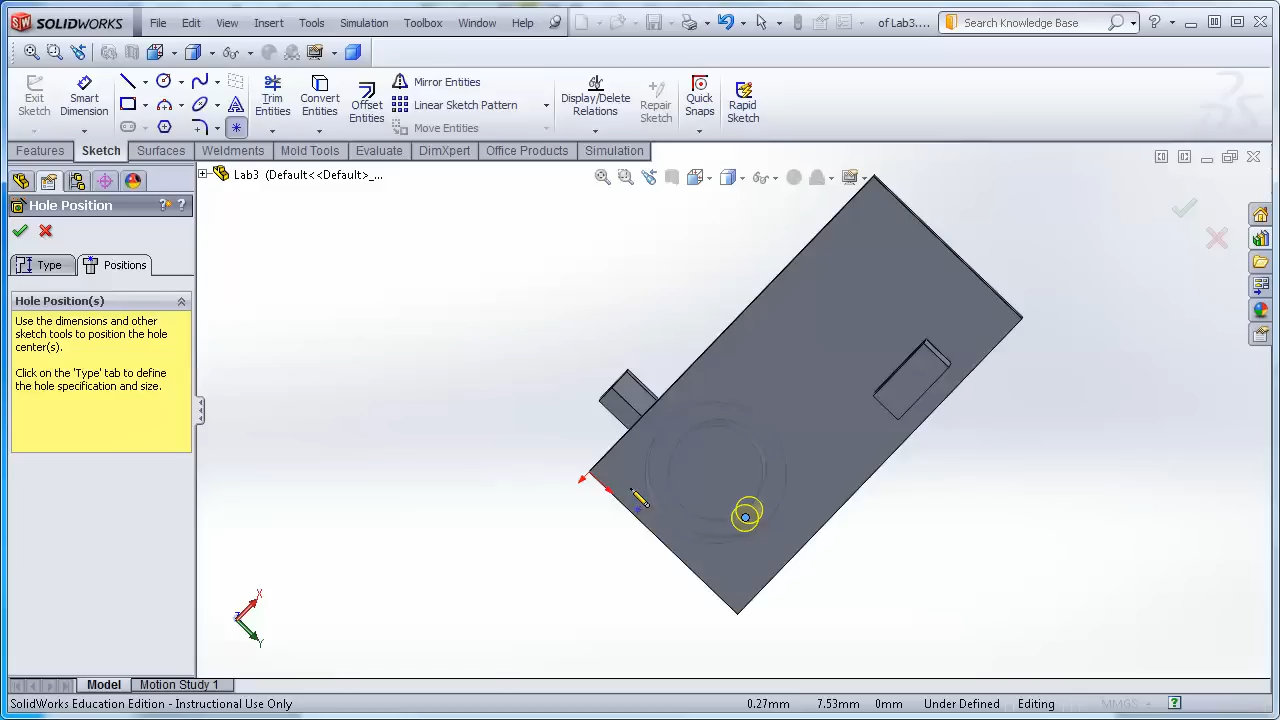 SOLIDWORKS File Edit View Insert Tools Simulation Toolbox Window Help of Lab3.... Search Knowledge Base
Exit Sketch
Smart Dimension
Trim Entities
Convert Entities
Offset Entities
Mirror Entities
Linear Sketch Pattern
Move Entities
Display/Delete Relations
Repair Sketch
Quick Snaps
Rapid Sketch
Features Sketch Surfaces Weldments Mold Tools Evaluate DimXpert Office Products Simulation
Lab3 (Default<<Default>_...
Hole Position ? ?
Type Positions
Hole Position(s)
Use the dimensions and other
sketch tools to position the hole
center(s).
Click on the 'Type' tab to define
the hole specification and size.
X
Y
Z
Model Motion Study 1
SolidWorks Education Edition - Instructional Use Only 0.27mm 7.53mm 0mm Under Defined Editing MMGS